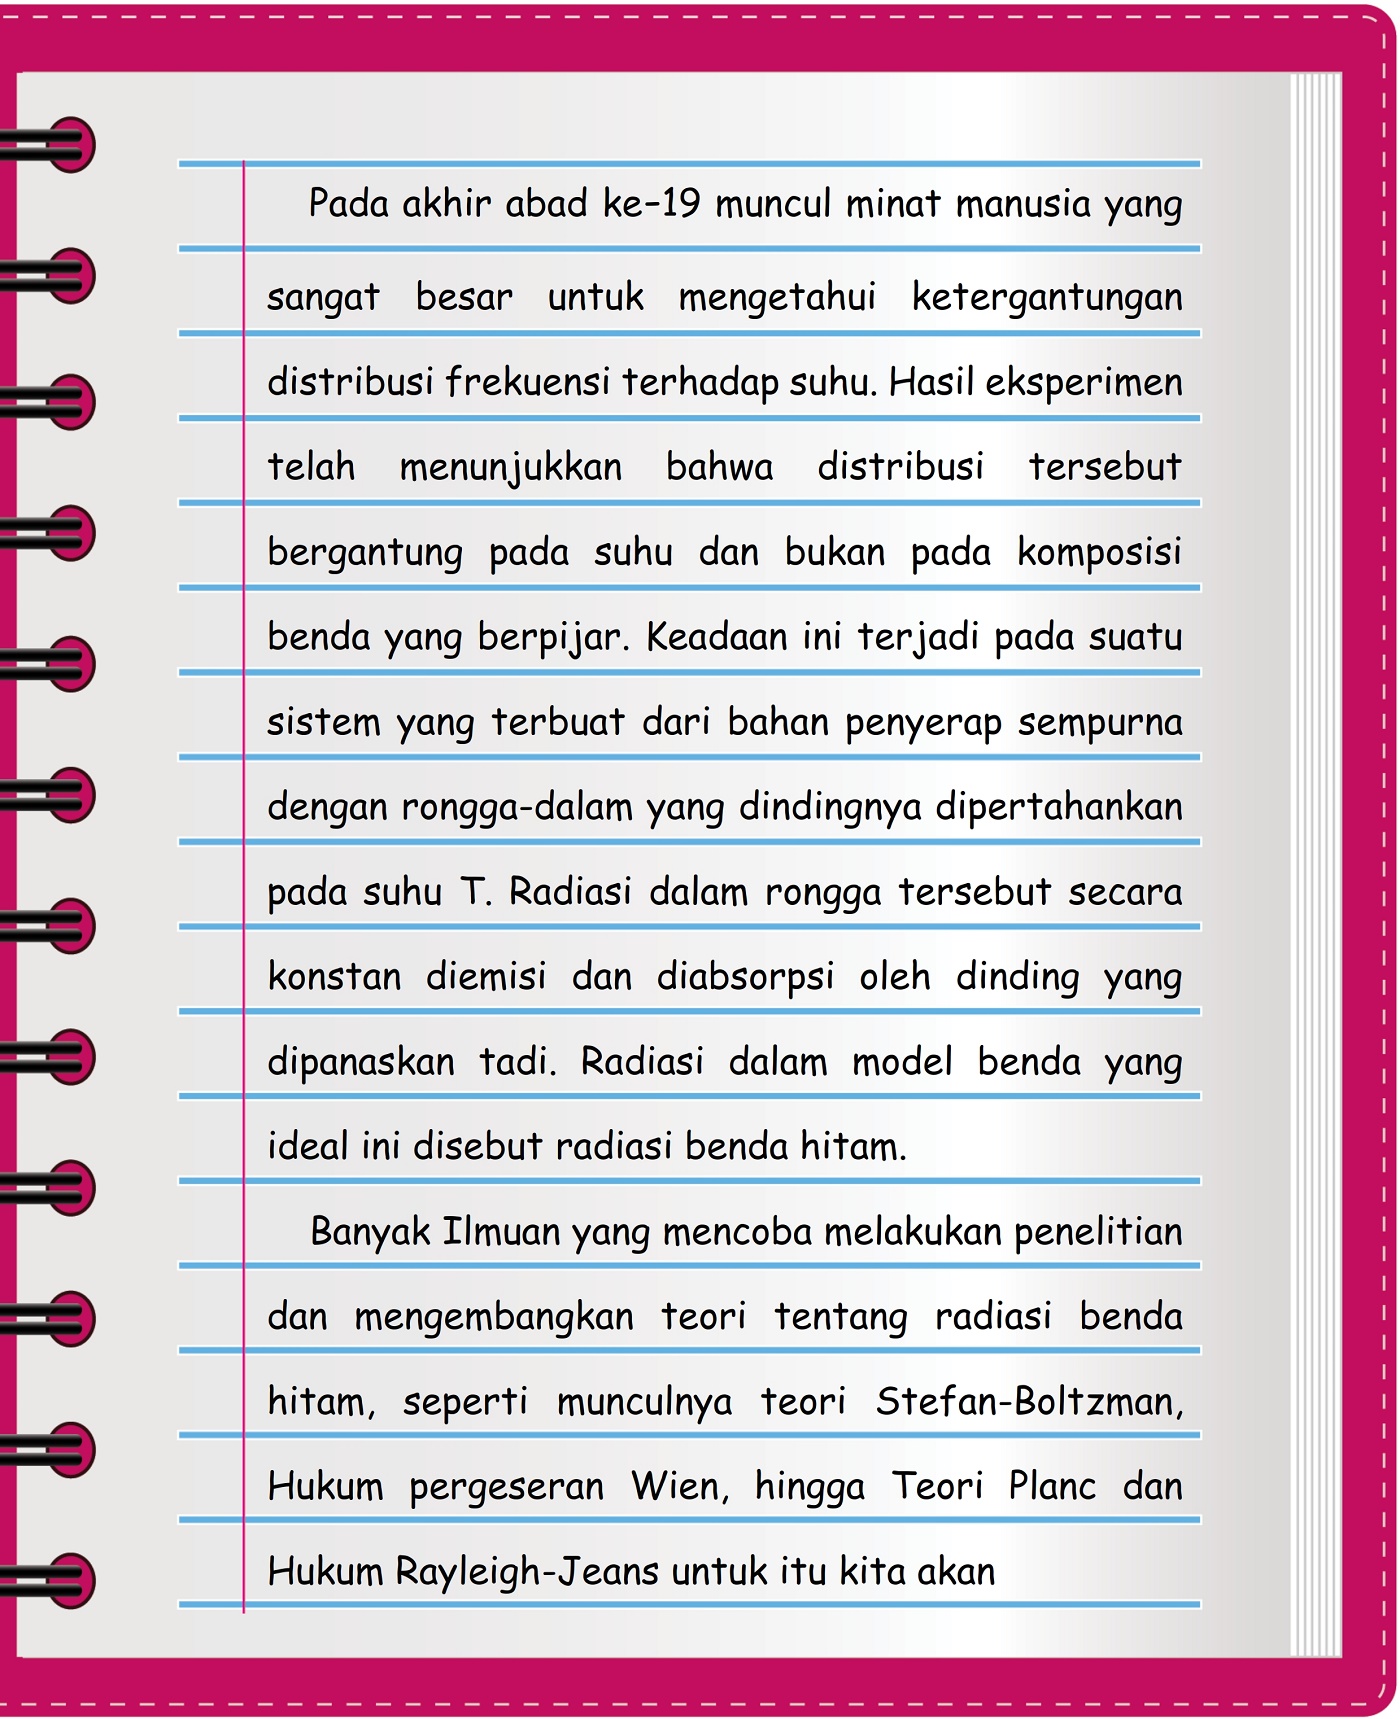 Pada akhir abad ke-19 muncul minat manusia yang
sangat besar untuk mengetahui ketergantungan
distribusi frekuensi terhadap suhu. Hasil eksperimen
telah menunjukkan bahwa distribusi tersebut
bergantung pada suhu dan bukan pada komposisi
benda yang berpijar. Keadaan ini terjadi pada suatu
sistem yang terbuat dari bahan penyerap sempurna
dengan rongga-dalam yang dindingnya dipertahankan
pada suhu T. Radiasi dalam rongga tersebut secara
konstan diemisi dan diabsorpsi oleh dinding yang
dipanaskan tadi. Radiasi dalam model benda yang
ideal ini disebut radiasi benda hitam.
Banyak Ilmuan yang mencoba melakukan penelitian
dan mengembangkan teori tentang radiasi benda
hitam, seperti munculnya teori Stefan-Boltzman,
Hukum pergeseran Wien, hingga Teori Planc dan
Hukum Rayleigh-Jeans untuk itu kita akan